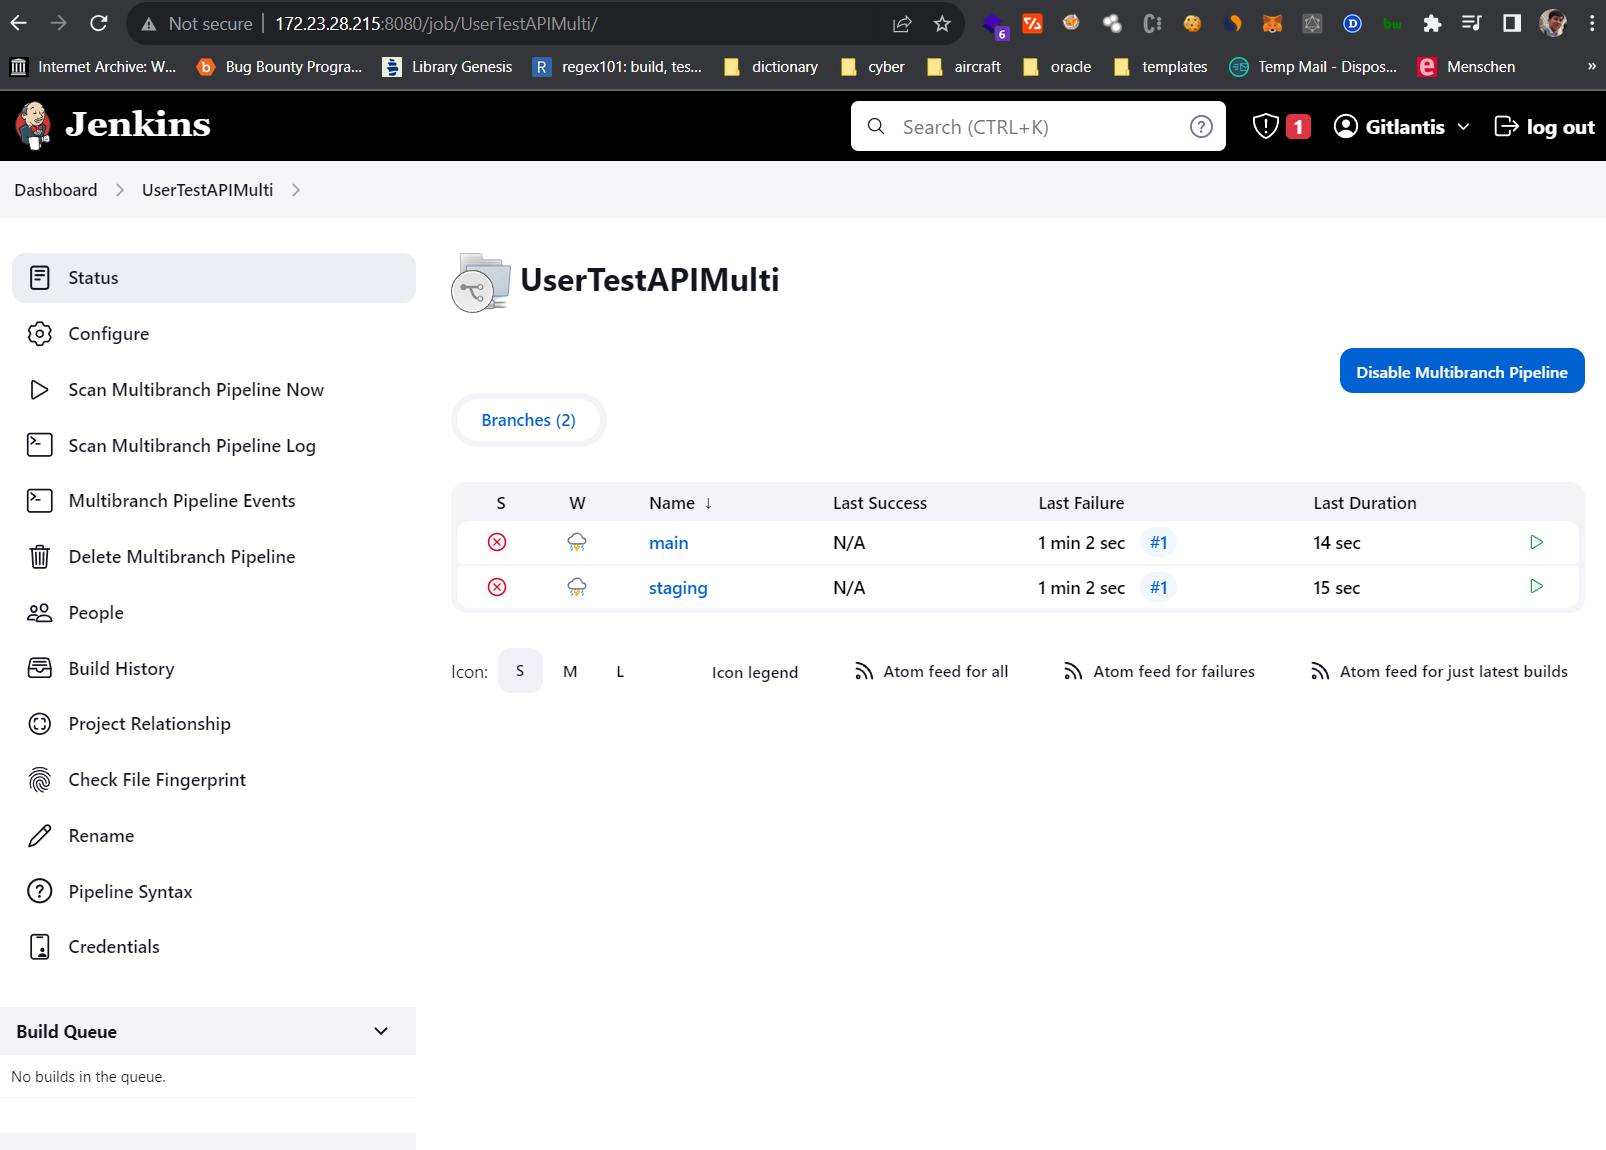 Not secure 172.23.28.215:8080/job/UserTestAPIMulti/
6
bw
Internet Archive: W... Bug Bounty Progra... Library Genesis R regex101: build, tes... dictionary cyber aircraft oracle templates Temp Mail - Dispos... e Menschen »
Jenkins
Search (CTRL+K) ?
1 Gitlantis log out
Dashboard UserTestAPIMulti
Status
Configure
Scan Multibranch Pipeline Now
Scan Multibranch Pipeline Log
Multibranch Pipeline Events
Delete Multibranch Pipeline
People
Build History
Project Relationship
Check File Fingerprint
Rename
Pipeline Syntax
Credentials
Build Queue
No builds in the queue.
UserTestAPIMulti
Disable Multibranch Pipeline
Branches (2)
S W Name ↓ Last Success Last Failure Last Duration
main N/A 1 min 2 sec #1 14 sec
staging N/A 1 min 2 sec #1 15 sec
Icon: S M L Icon legend Atom feed for all Atom feed for failures Atom feed for just latest builds